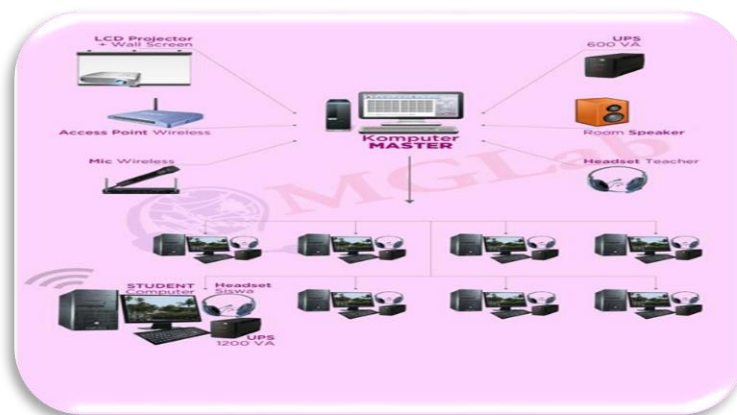 LCD Projector
+ Wall Screen
UPS
600 VA
Access Point Wireless
Komputer
MASTER
Room Speaker
Mic Wireless
Headset Teacher
MGLab
STUDENT
Computer
Headset
Siswa
UPS
1200 VA